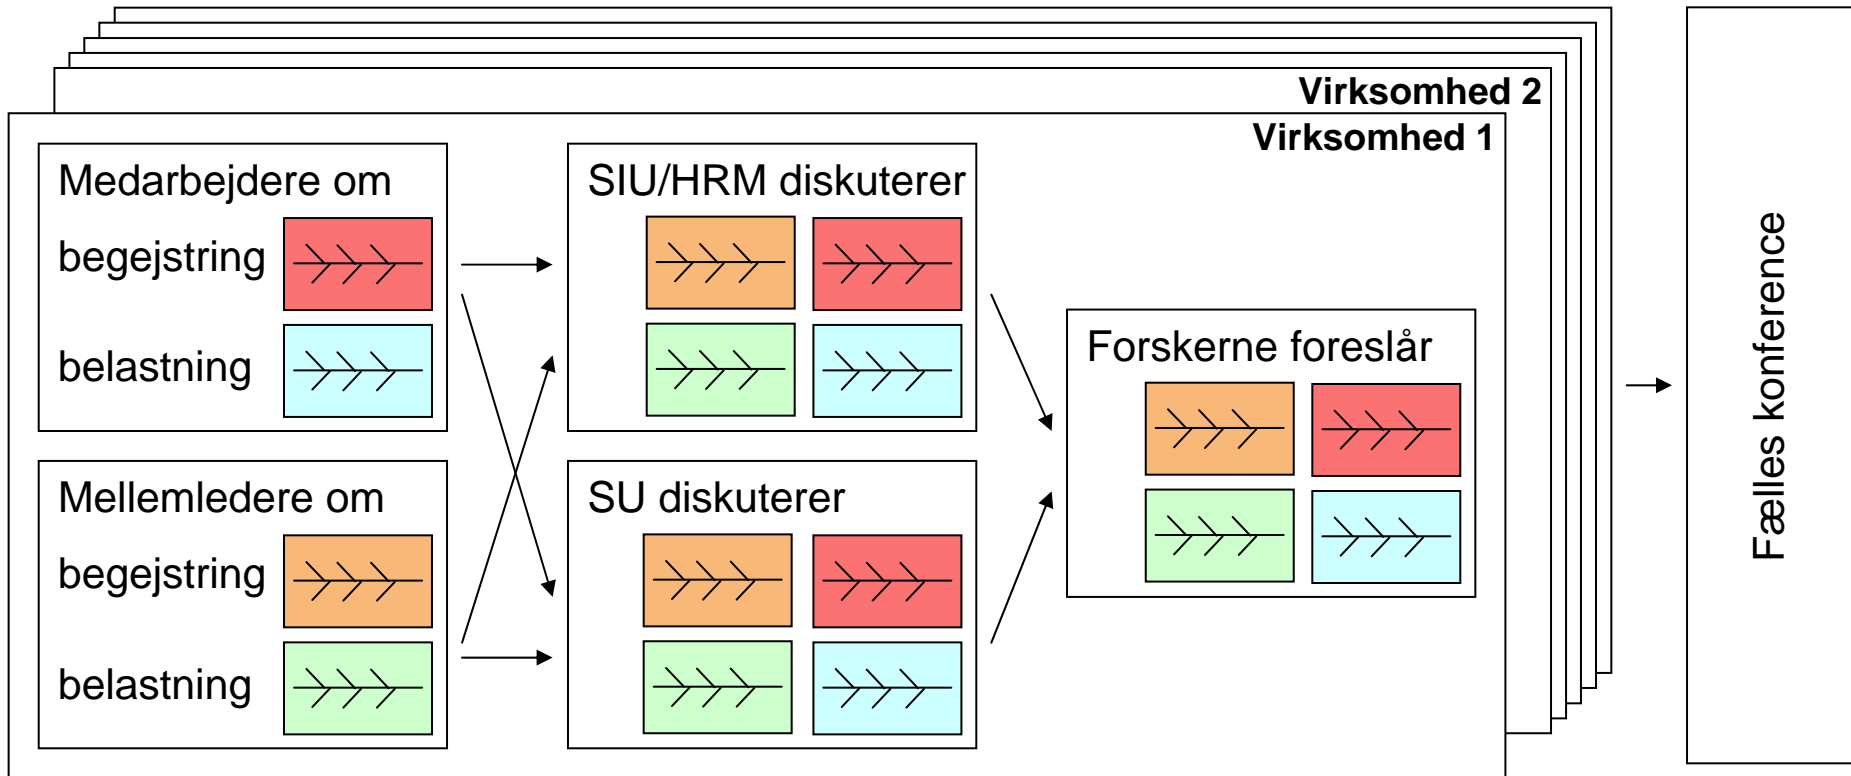 Virksomhed 2
Virksomhed 1
Medarbejdere om
begejstring
belastning
Mellemledere om
begejstring
belastning
SIU/HRM diskuterer
SU diskuterer
Forskerne foreslår
Fælles konference